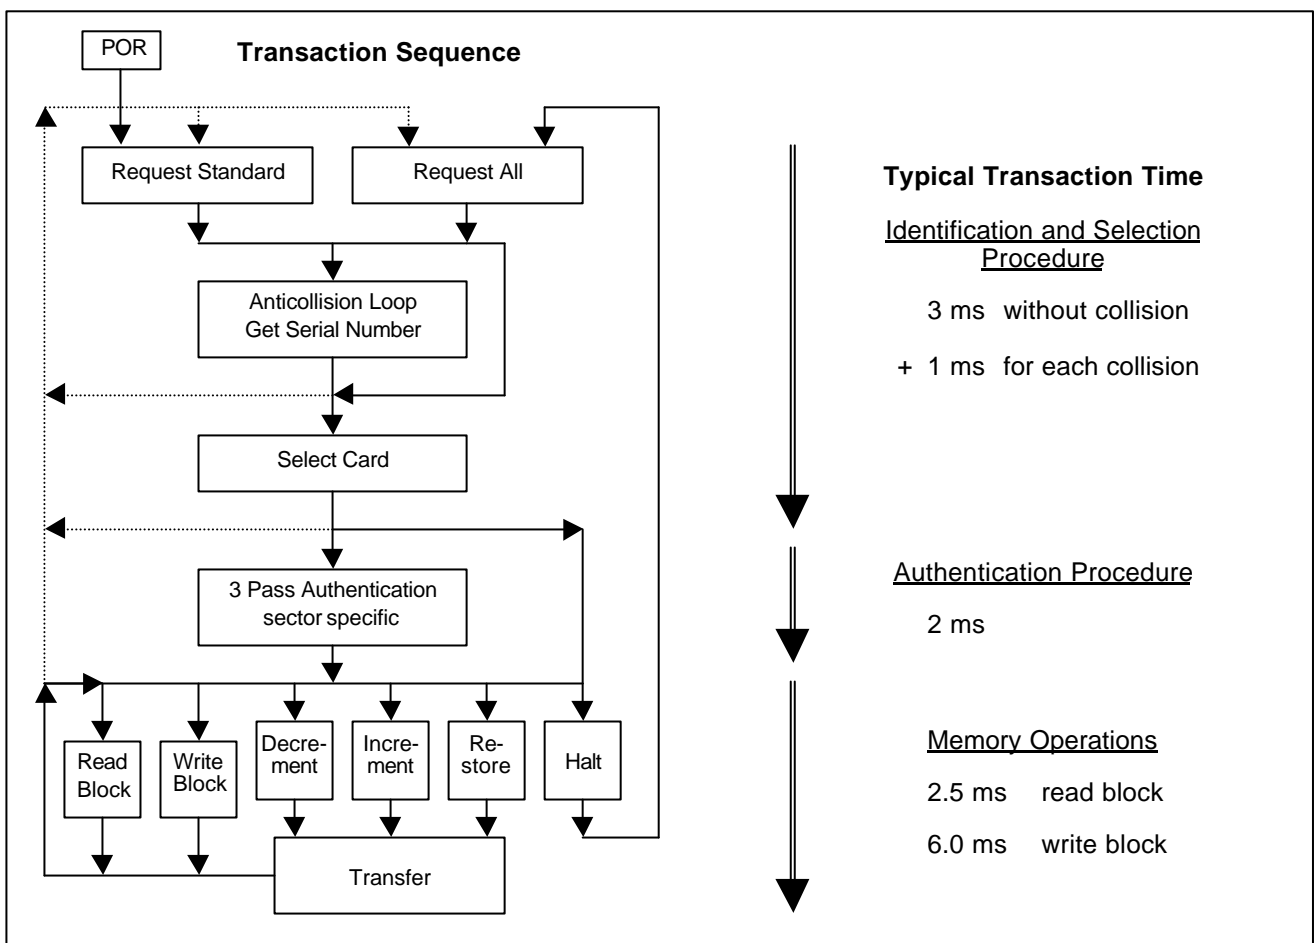 POR
Transaction Sequence
Request Standard
Request All
Anticollision Loop
Get Serial Number
Select Card
3 Pass Authentication
sector specific
Read
Block
Write
Block
Decre-
ment
Incre-
ment
Re-
store
Halt
Transfer
Typical Transaction Time
Identification and Selection
Procedure
3 ms without collision
+ 1 ms for each collision
Authentication Procedure
2 ms
Memory Operations
2.5 ms read block
6.0 ms write block